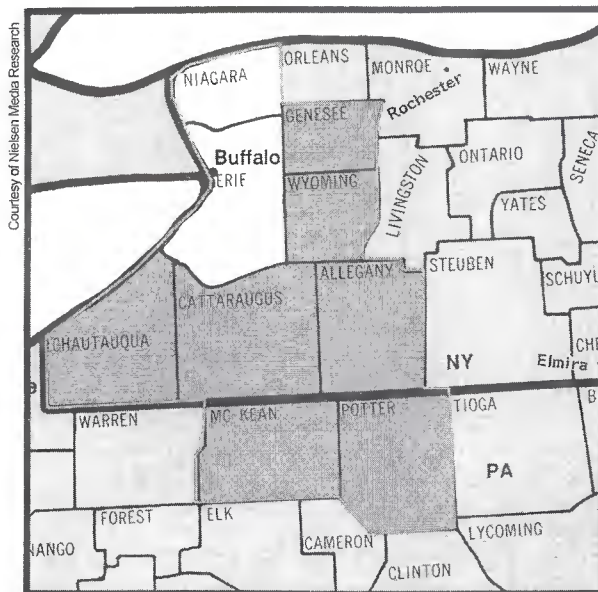 Courtesy of Nielsen Media Research
ORLEANS
NIAGARA
MONROE
WAYNE
Rochester
GENESEE
Buffalo
ERIE
WYOMING
LIVINGSTON
ONTARIO
SENECA
YATES
ALLEGANY
STEUBEN
CATTARAUGUS
SCHUYL
CHAUTAUQUA
NY
CHE
Elmira
e
WARREN
MC KEAN
POTTER
TIOGA
B
PA
FOREST
ELK
CAMERON
LYCOMING
NANGO
CLINTON